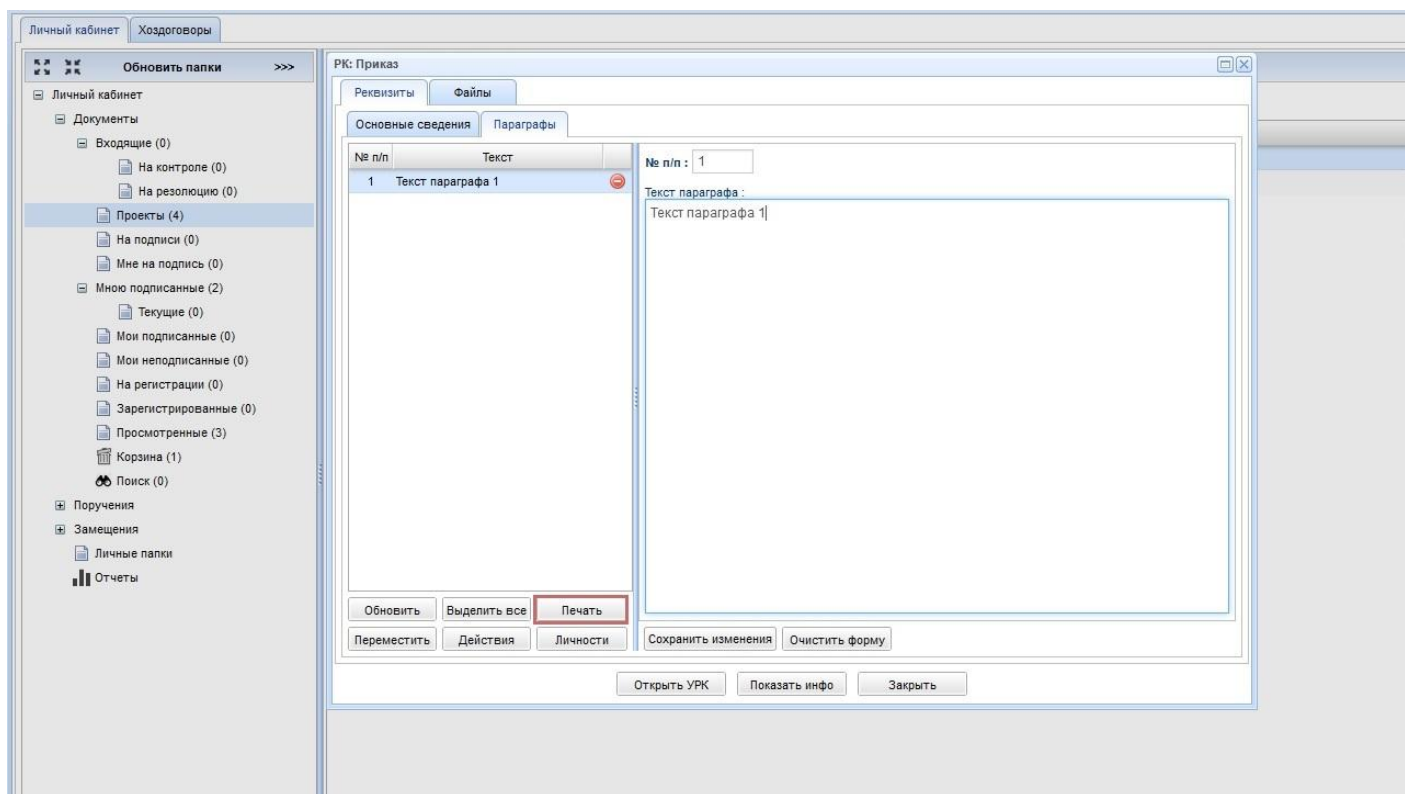 Личный кабинет
Хоздоговоры
Обновить папки >>>
Личный кабинет
Документы
Входящие (0)
На контроле (0)
На резолюцию (0)
Проекты (4)
На подписи (0)
Мне на подпись (0)
Мною подписанные (2)
Текущие (0)
Мои подписанные (0)
Мои неподписанные (0)
На регистрации (0)
Зарегистрированные (0)
Просмотренные (3)
Корзина (1)
Поиск (0)
Поручения
Замещения
Личные папки
Отчеты
РК: Приказ
Реквизиты Файлы
Основные сведения Параграфы
№ п/п Текст
1 Текст параграфа 1
№ п/п : 1
Текст параграфа :
Текст параграфа 1
Обновить Выделить все Печать
Переместить Действия Личности
Сохранить изменения Очистить форму
Открыть УРК Показать инфо Закрыть